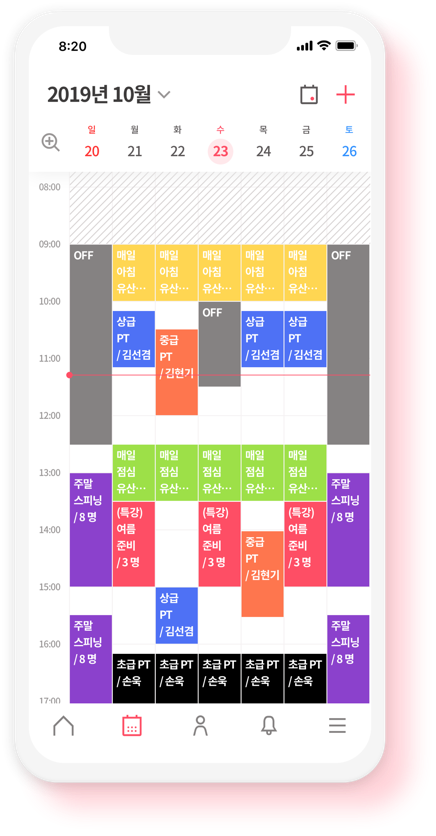 8:20
2019년 10월
일 월 화 수 목 금 토
20 21 22 23 24 25 26
08:00
09:00
OFF
매일
아침
유산…
매일
아침
유산…
매일
아침
유산…
매일
아침
유산…
매일
아침
유산…
OFF
10:00
상급
PT
/ 김선겸
중급
PT
/ 김현기
OFF
상급
PT
/ 김선겸
상급
PT
/ 김선겸
11:00
12:00
매일
점심
유산…
매일
점심
유산…
매일
점심
유산…
매일
점심
유산…
매일
점심
유산…
13:00
주말
스피닝
/ 8 명
(특강)
여름
준비
/ 3 명
(특강)
여름
준비
/ 3 명
(특강)
여름
준비
/ 3 명
주말
스피닝
/ 8 명
14:00
중급
PT
/ 김현기
15:00
상급
PT
/ 김선겸
주말
스피닝
/ 8 명
주말
스피닝
/ 8 명
16:00
초급 PT
/ 손욱
초급 PT
/ 손욱
초급 PT
/ 손욱
초급 PT
/ 손욱
초급 PT
/ 손욱
17:00